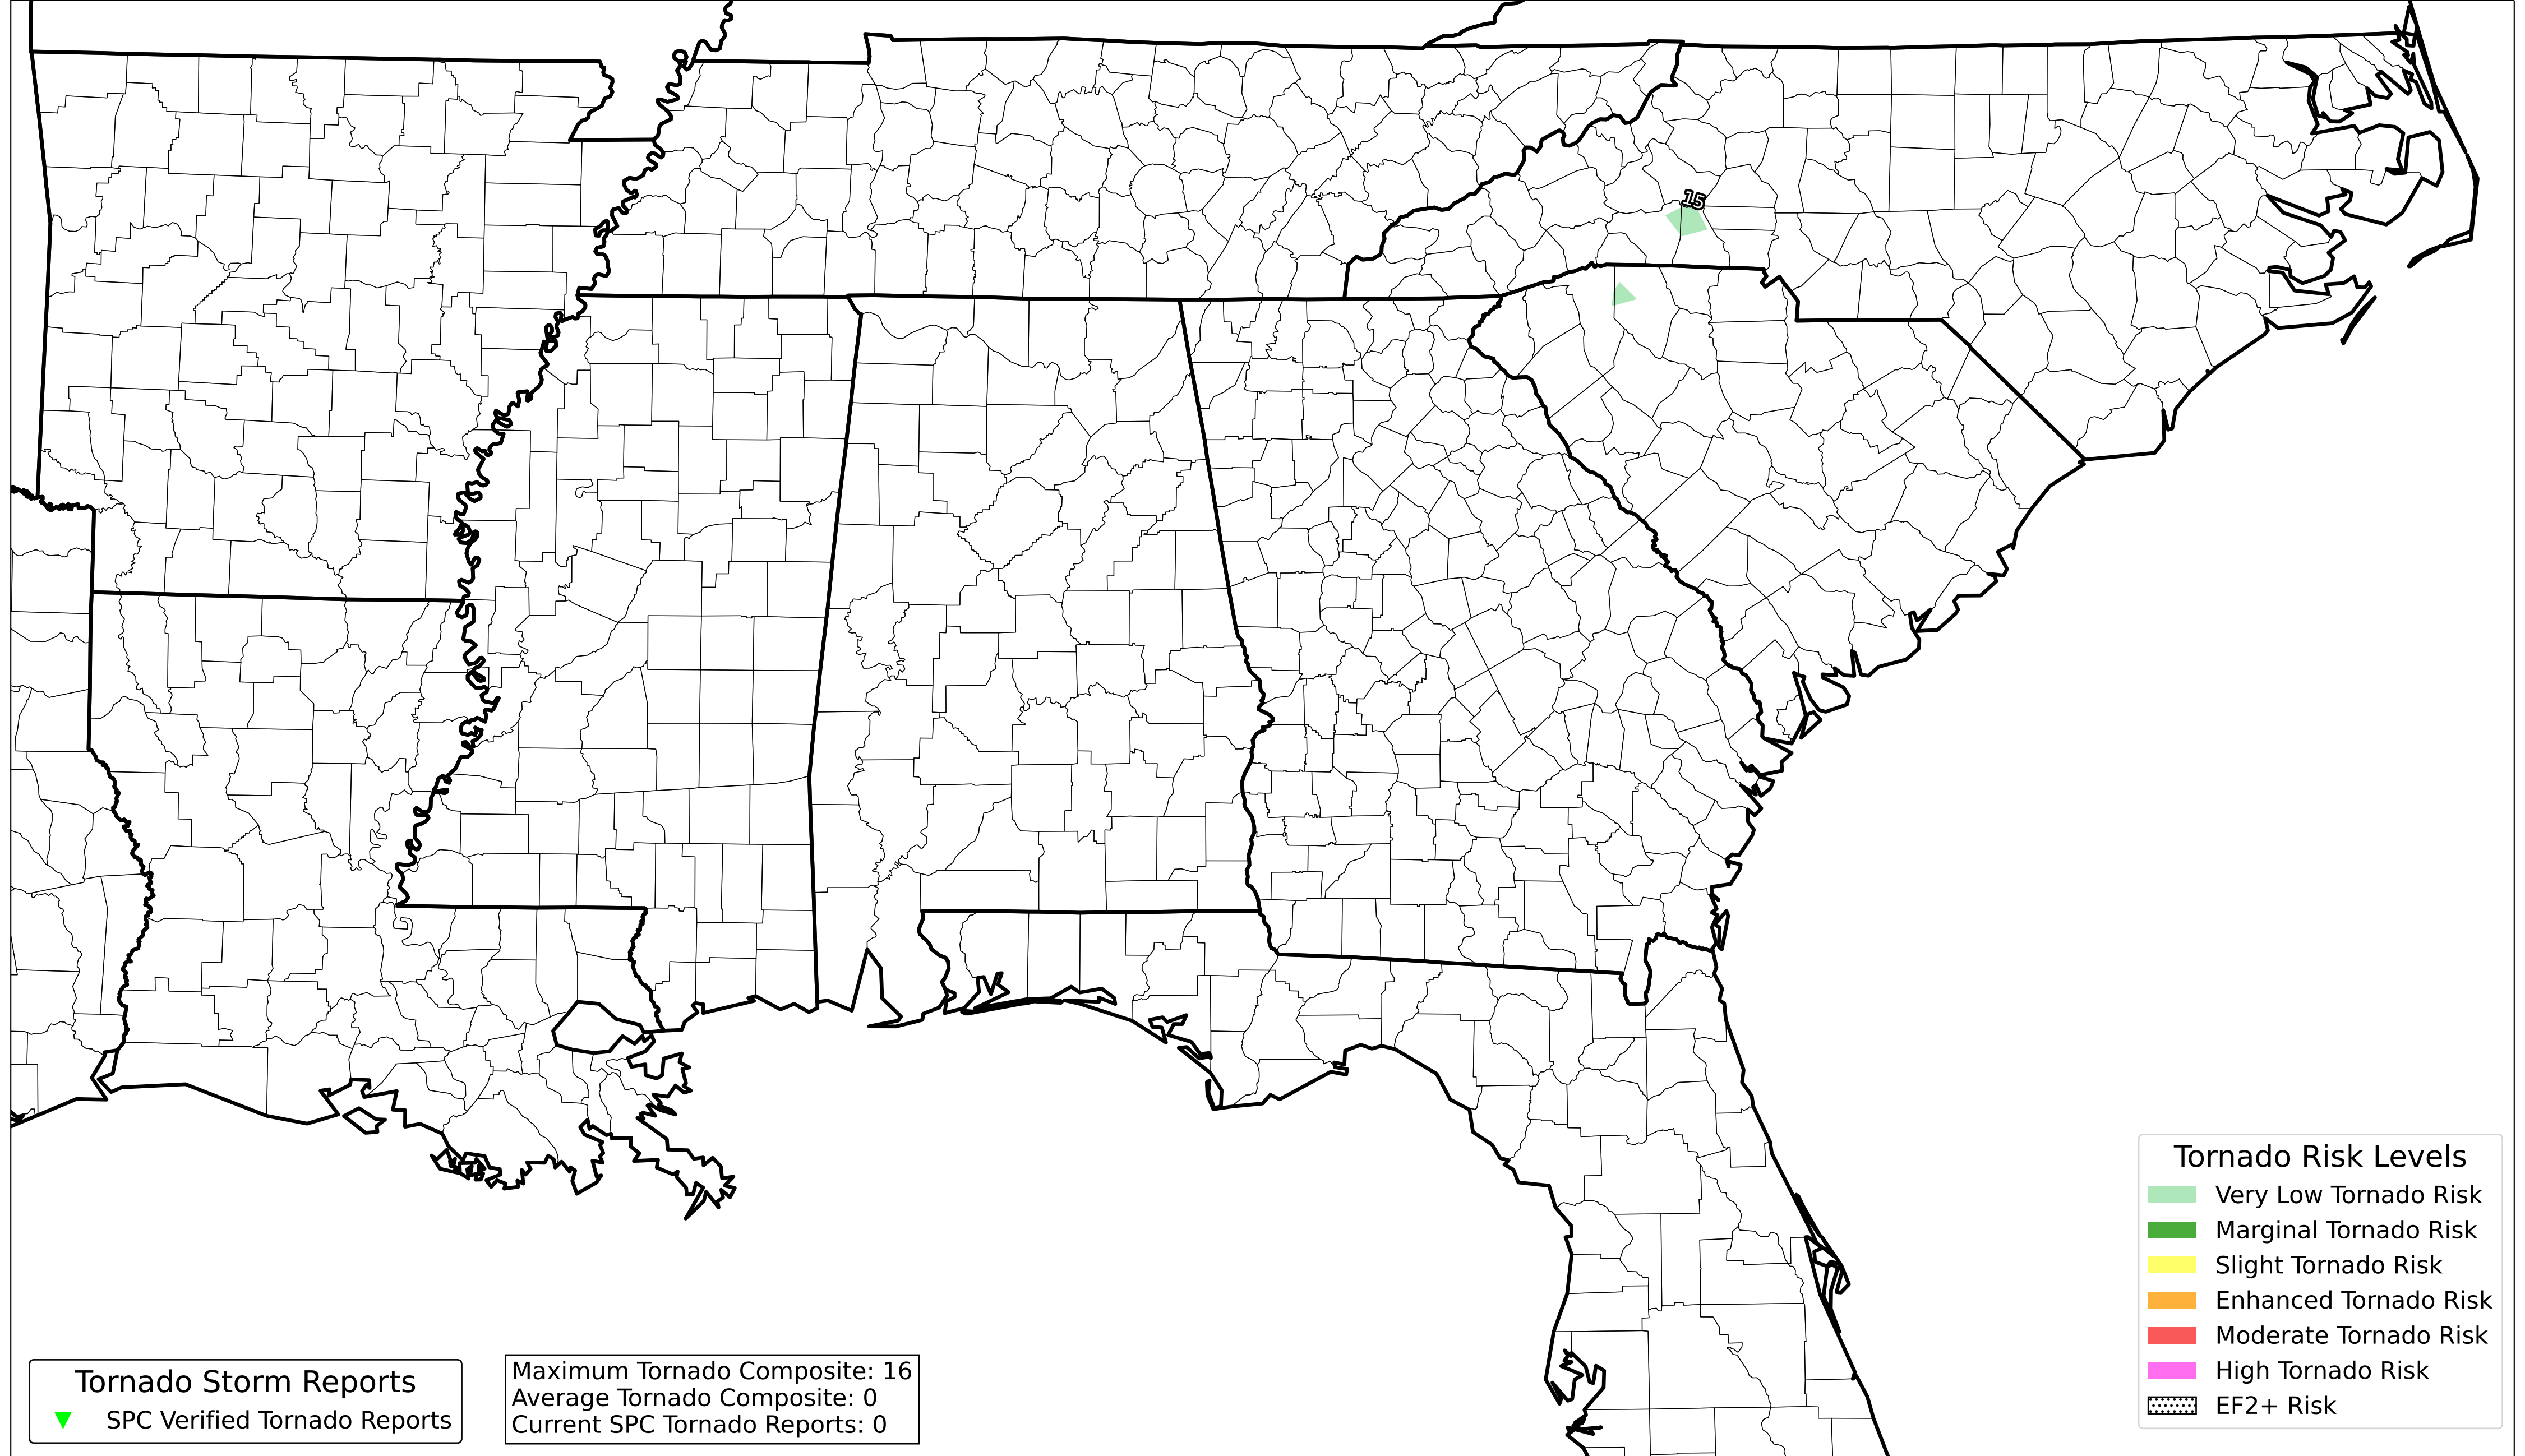 15
Tornado Risk Levels
Very Low Tornado Risk
Marginal Tornado Risk
Slight Tornado Risk
Enhanced Tornado Risk
Moderate Tornado Risk
High Tornado Risk
EF2+ Risk
Tornado Storm Reports
SPC Verified Tornado Reports
Maximum Tornado Composite: 16
Average Tornado Composite: 0
Current SPC Tornado Reports: 0